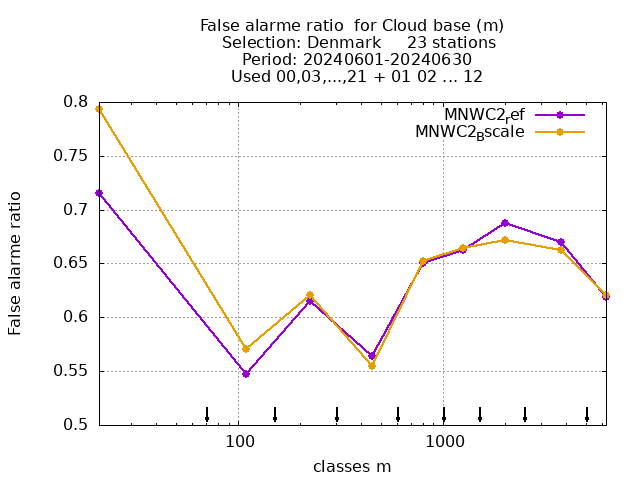 False alarme ratio  for Cloud base (m)
Selection: Denmark     23 stations
Period: 20240601-20240630
Used 00,03,...,21 + 01 02 ... 12
MNWC2ref
MNWC2Bscale
0.8
0.75
0.7
0.65
0.6
0.55
0.5
False alarme ratio
100
1000
classes m